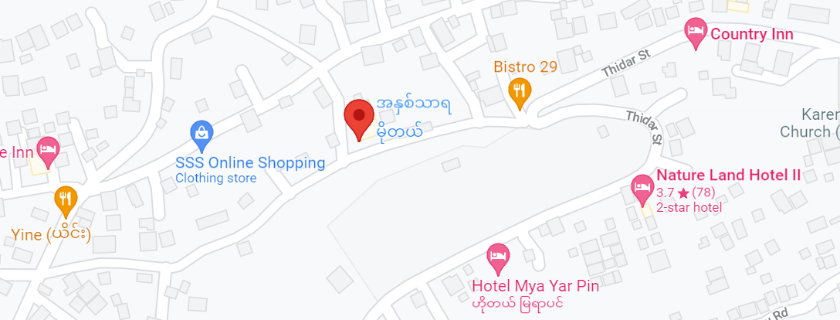 Country Inn
Bistro 29
Thidar St
အနှစ်သာရ
မိုတယ်
Thidar St
Karen
Church (
e Inn
SSS Online Shopping
Clothing store
Nature Land Hotel II
3.7 ★ (78)
2-star hotel
Yine (ယိင်း)
Hotel Mya Yar Pin
ဟိုတယ် မြရာပင်
Rd